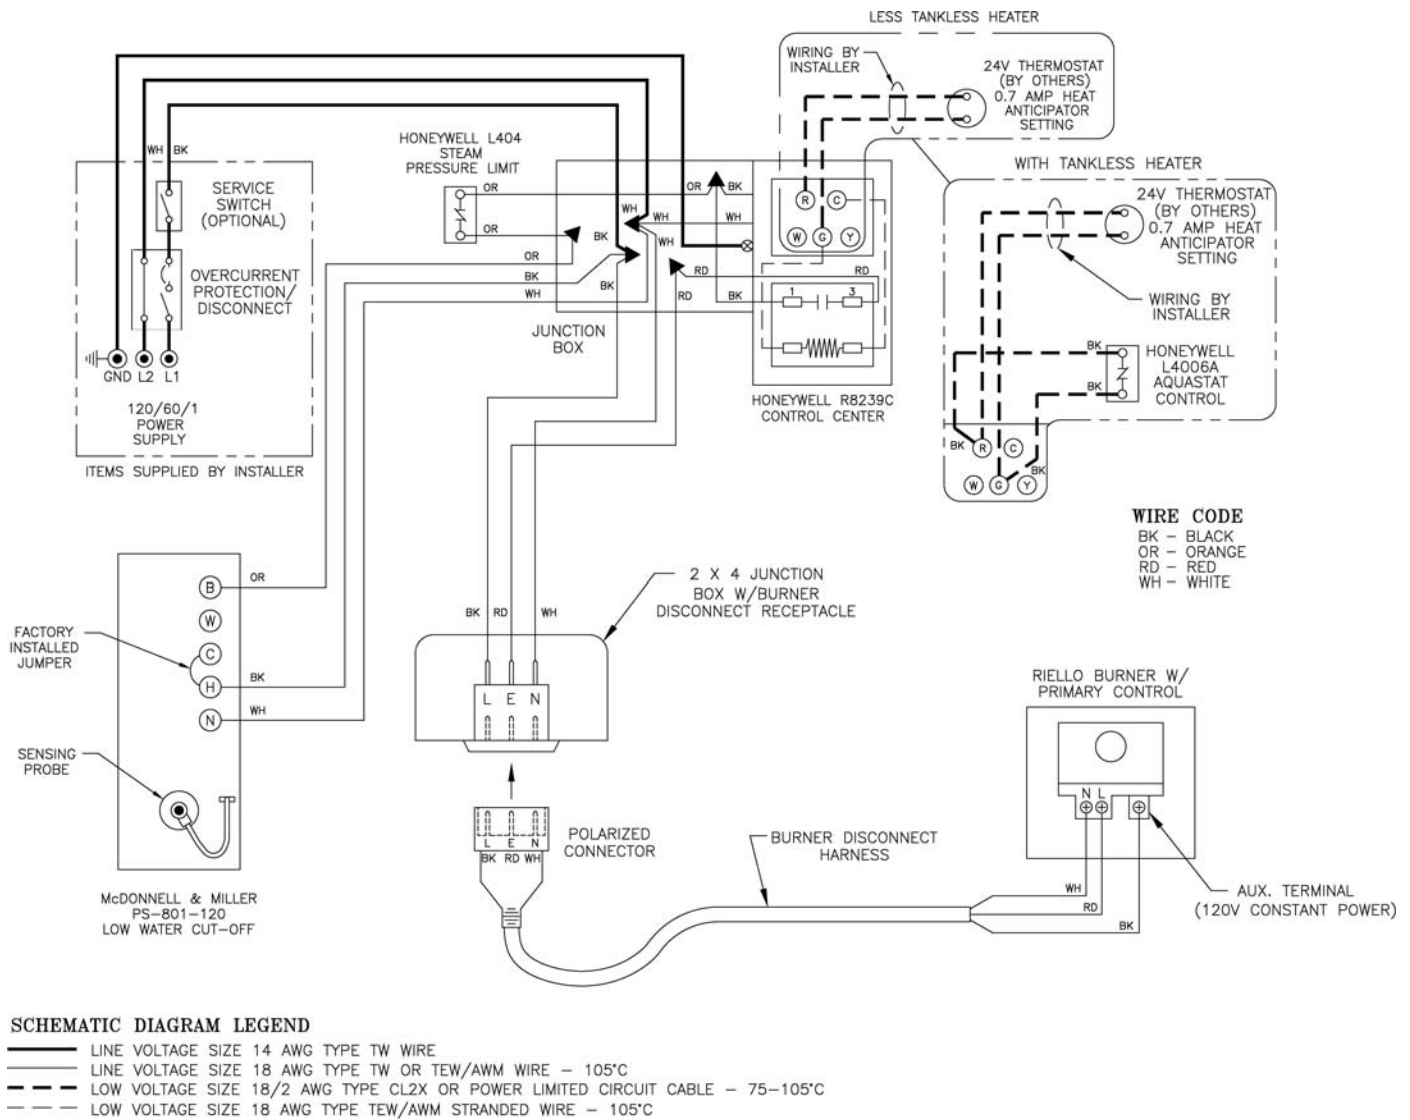 LESS TANKLESS HEATER
WIRING BY
INSTALLER
24V THERMOSTAT
(BY OTHERS)
0.7 AMP HEAT
ANTICIPATOR
SETTING
WITH TANKLESS HEATER
24V THERMOSTAT
(BY OTHERS)
0.7 AMP HEAT
ANTICIPATOR
SETTING
WIRING BY
INSTALLER
BK
HONEYWELL
L4006A
AQUASTAT
CONTROL
BK
BK
R
C
BK
W
G
Y
WH
BK
SERVICE
SWITCH
(OPTIONAL)
OVERCURRENT
PROTECTION/
DISCONNECT
GND L2 L1
120/60/1
POWER
SUPPLY
ITEMS SUPPLIED BY INSTALLER
HONEYWELL L404
STEAM
PRESSURE LIMIT
OR
OR
OR
BK
WH
OR
BK
WH
WH
WH
BK
WH
BK
RD
RD
RD
BK
JUNCTION
BOX
R
C
W
G
Y
1
3
HONEYWELL R8239C
CONTROL CENTER
WIRE CODE
BK - BLACK
OR - ORANGE
RD - RED
WH - WHITE
B
OR
W
C
H
BK
N
WH
FACTORY
INSTALLED
JUMPER
SENSING
PROBE
McDONNELL & MILLER
PS-801-120
LOW WATER CUT-OFF
BK RD WH
2 X 4 JUNCTION
BOX W/BURNER
DISCONNECT RECEPTACLE
L E N
L E N
BK RD WH
POLARIZED
CONNECTOR
BURNER DISCONNECT
HARNESS
RIELLO BURNER W/
PRIMARY CONTROL
N L
WH
RD
BK
AUX. TERMINAL
(120V CONSTANT POWER)
SCHEMATIC DIAGRAM LEGEND
LINE VOLTAGE SIZE 14 AWG TYPE TW WIRE
LINE VOLTAGE SIZE 18 AWG TYPE TW OR TEW/AWM WIRE - 105°C
LOW VOLTAGE SIZE 18/2 AWG TYPE CL2X OR POWER LIMITED CIRCUIT CABLE - 75-105°C
LOW VOLTAGE SIZE 18 AWG TYPE TEW/AWM STRANDED WIRE - 105°C